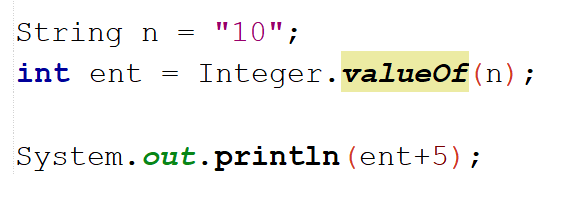 String n = "10";
int ent = Integer.valueOf(n);
System.out.println(ent+5);